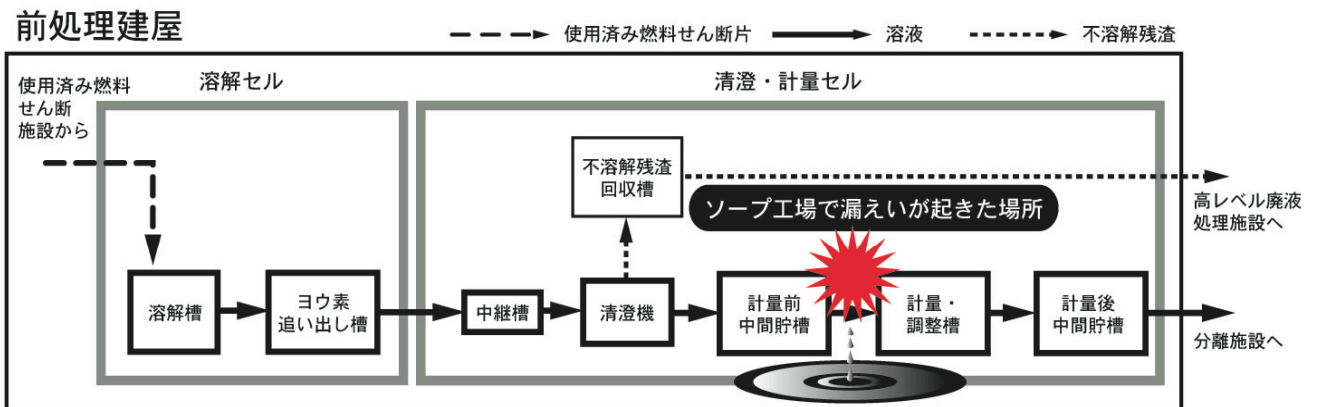 前処理建屋
使用済み燃料せん断片
溶液
不溶解残渣
使用済み燃料
せん断
施設から
溶解セル
清澄・計量セル
不溶解残渣
回収槽
ソープ工場で漏えいが起きた場所
高レベル廃液
処理施設へ
溶解槽
ヨウ素
追い出し槽
中継槽
清澄機
計量前
中間貯槽
計量・
調整槽
計量後
中間貯槽
分離施設へ